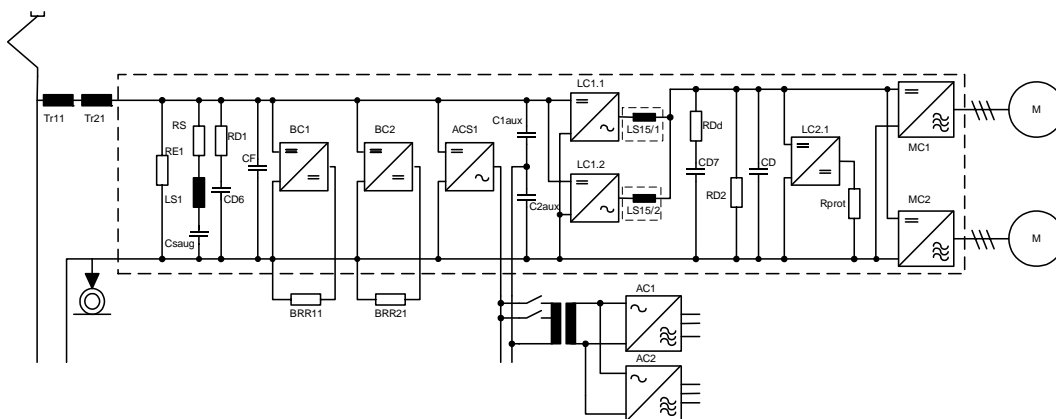 Tr11
Tr21
RE1
RS
LS1
Csaug
RD1
CD6
CF
BC1
BC2
ACS1
C1aux
C2aux
LC1.1
LS15/1
LC1.2
LS15/2
RDd
CD7
RD2
CD
LC2.1
Rprot
MC1
M
MC2
M
BRR11
BRR21
AC1
AC2